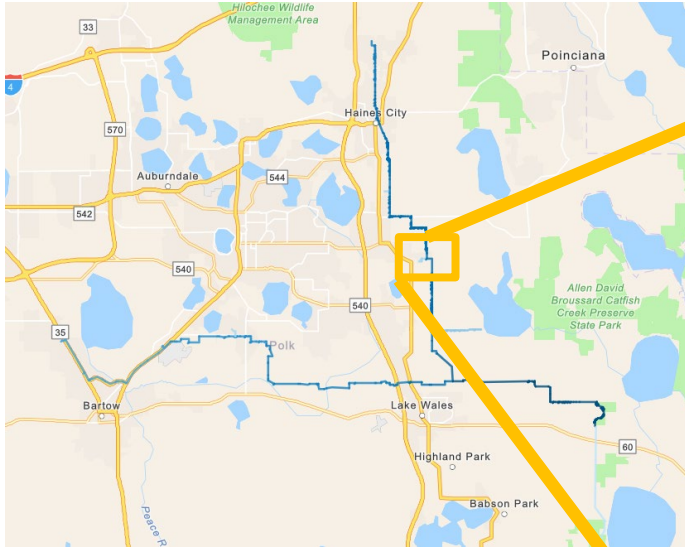 Hilochee Wildlife
Management Area
33
Poinciana
4
Haines City
570
Auburndale
544
542
540
Allen David
Broussard Catfish
Creek Preserve
State Park
540
35
Polk
Bartow
Lake Wales
60
Highland Park
Babson Park
Peace R